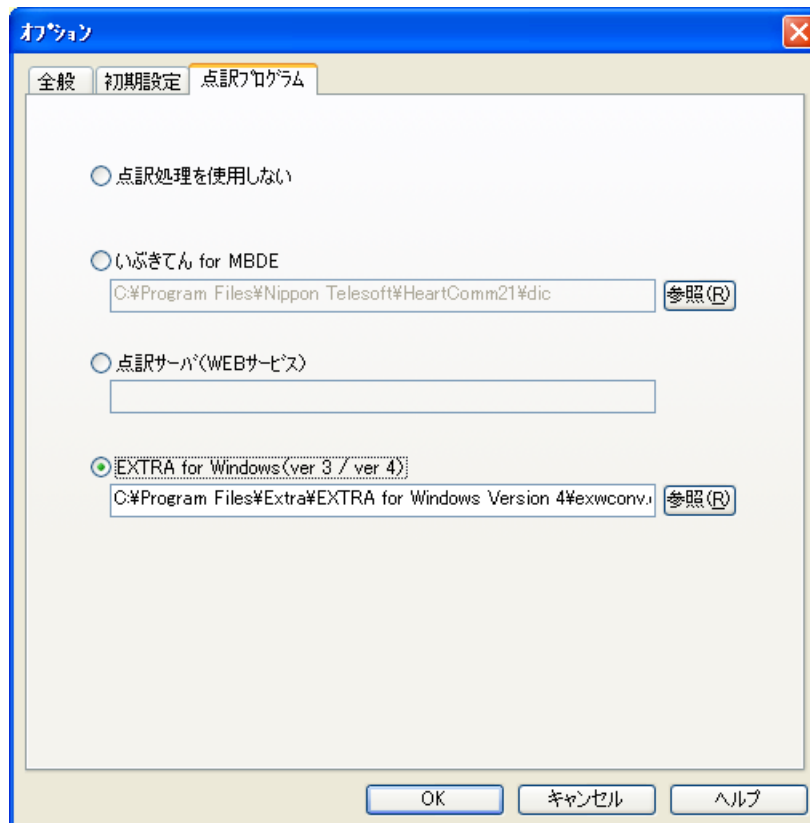 オプション
全般 初期設定 点訳プログラム
点訳処理を使用しない
いぶきてん for MBDE
C:¥Program Files¥Nippon Telesoft¥HeartComm21¥dic 参照(R)
点訳サーバ(WEBサービス)
EXTRA for Windows(ver 3 / ver 4)
C:¥Program Files¥Extra¥EXTRA for Windows Version 4¥exwconv. 参照(R)
OK キャンセル ヘルプ